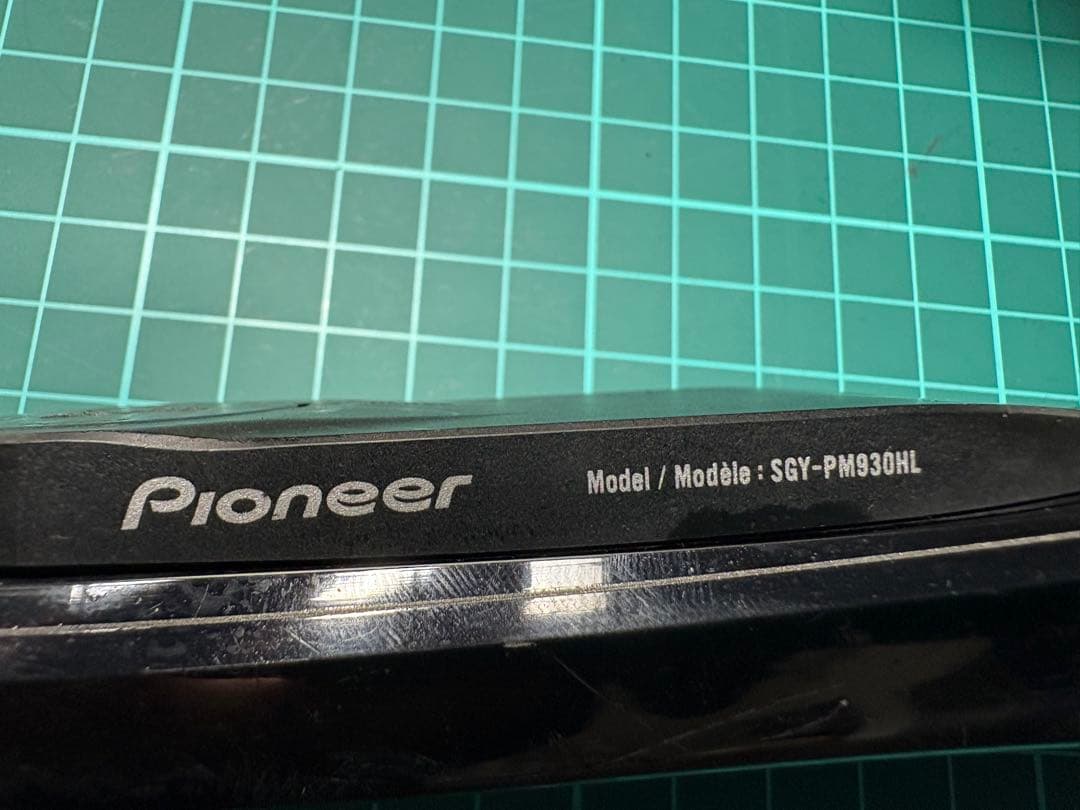 Pioneer
Model / Modèle : SGY-PM930HL